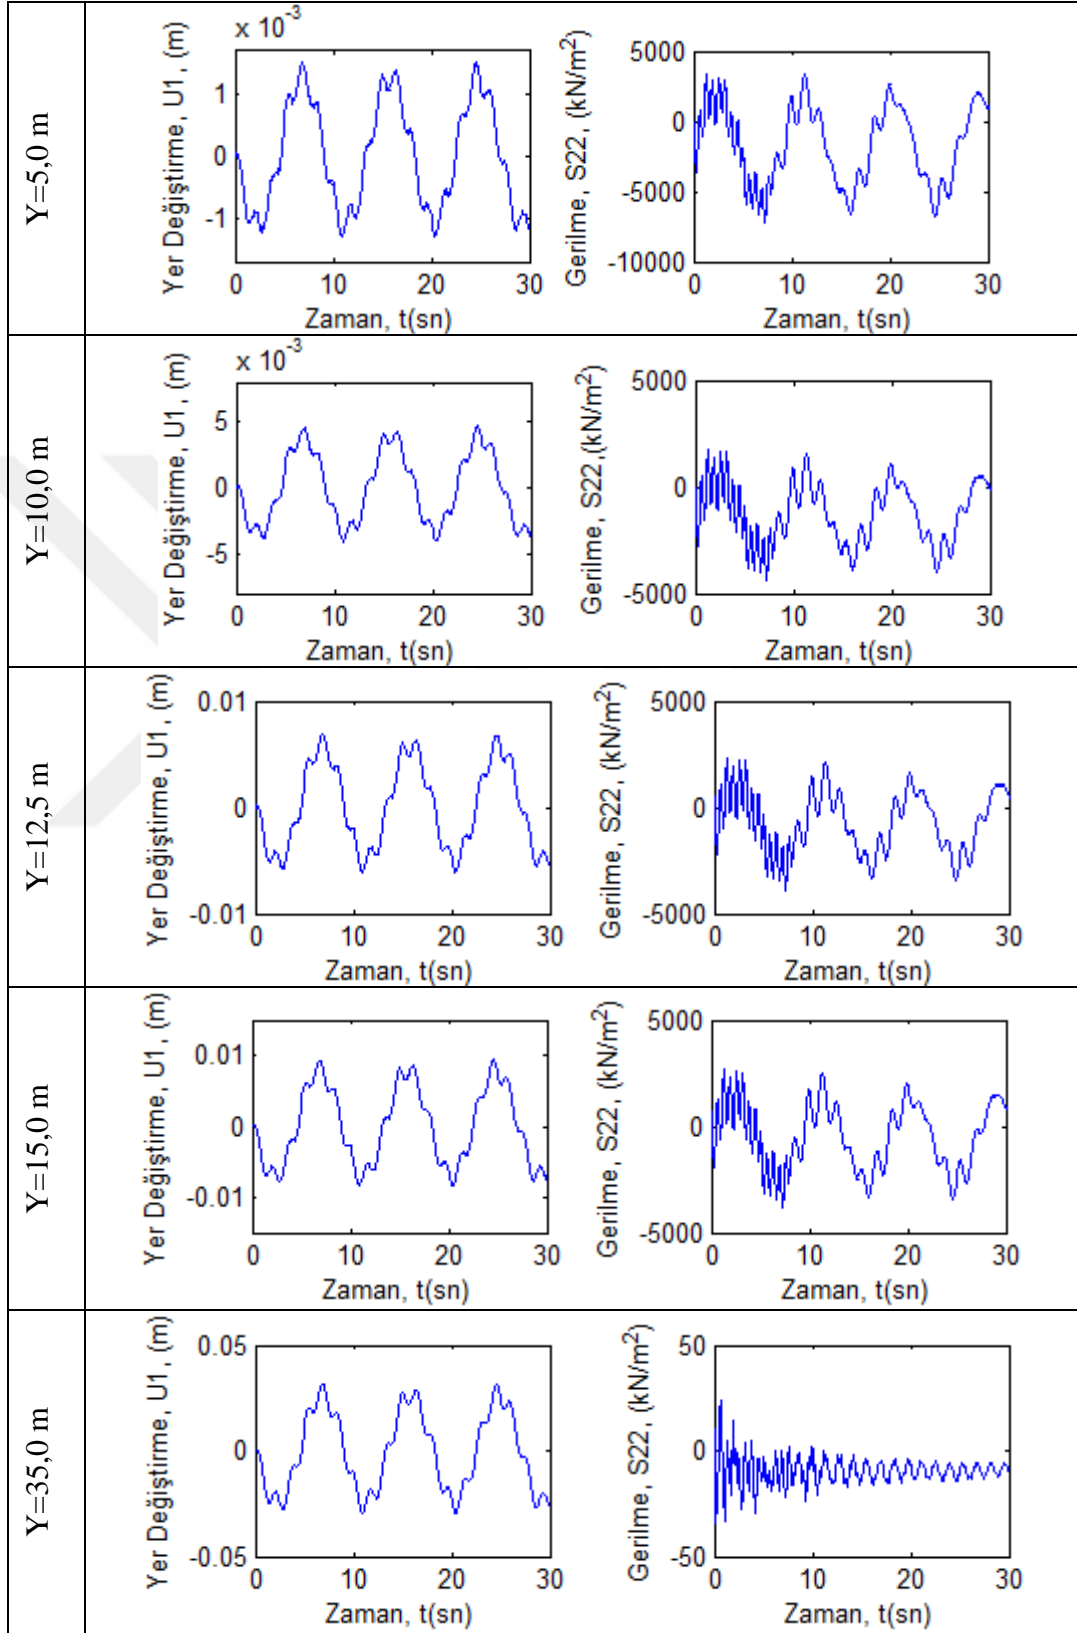 Y=5,0 m
x 10-3
Yer Değiştirme, U1, (m)
1
0
-1
0 10 20 30
Zaman, t(sn)
Gerilme, S22, (kN/m2)
5000
0
-5000
-10000
0 10 20 30
Zaman, t(sn)
Y=10,0 m
x 10-3
Yer Değiştirme, U1, (m)
5
0
-5
0 10 20 30
Zaman, t(sn)
Gerilme, S22,(kN/m2)
5000
0
-5000
0 10 20 30
Zaman, t(sn)
Y=12,5 m
Yer Değiştirme, U1, (m)
0.01
0
-0.01
0 10 20 30
Zaman, t(sn)
Gerilme, S22, (kN/m2)
5000
0
-5000
0 10 20 30
Zaman, t(sn)
Y=15,0 m
Yer Değiştirme, U1, (m)
0.01
0
-0.01
0 10 20 30
Zaman, t(sn)
Gerilme, S22, (kN/m2)
5000
0
-5000
0 10 20 30
Zaman, t(sn)
Y=35,0 m
Yer Değiştirme, U1, (m)
0.05
0
-0.05
0 10 20 30
Zaman, t(sn)
Gerilme, S22, (kN/m2)
50
0
-50
0 10 20 30
Zaman, t(sn)